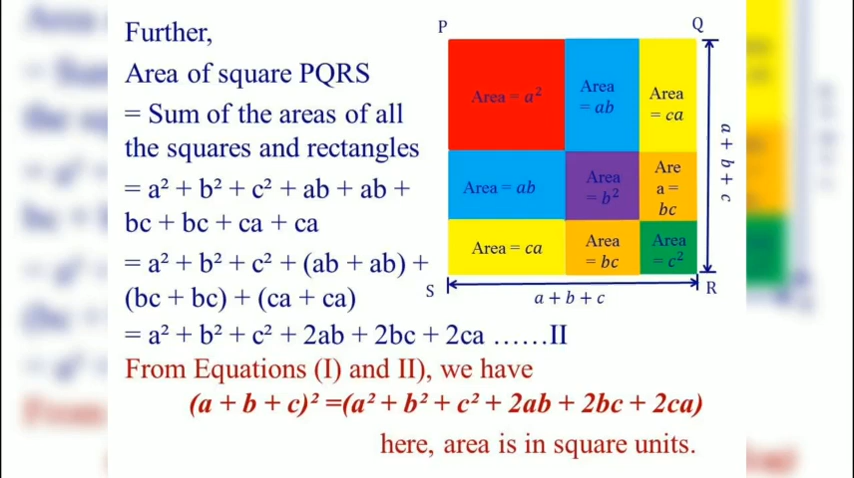 Further,
Area of square PQRS
= Sum of the areas of all
the squares and rectangles
= a² + b² + c² + ab + ab +
bc + bc + ca + ca
= a² + b² + c² + (ab + ab) +
(bc + bc) + (ca + ca)
= a² + b² + c² + 2ab + 2bc + 2ca ……II
From Equations (I) and II), we have
(a + b + c)² =(a² + b² + c² + 2ab + 2bc + 2ca)
here, area is in square units.
P
Q
Area = a²
Area
= ab
Area
= ca
Area = ab
Area
= b²
Are
a =
bc
Area = ca
Area
= bc
Area
= c²
a + b + c
S
R
a + b + c